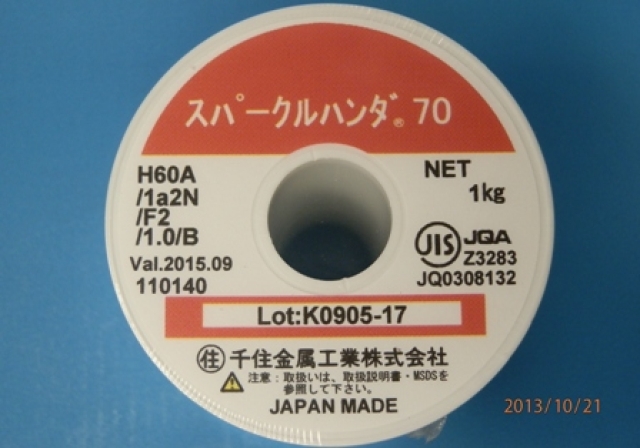 スパークルハンダ® 70
H60A
/1a2N
/F2
/1.0/B
Val.2015.09
110140
NET
1kg
JIS JQA
Z3283
JQ0308132
Lot:K0905-17
㊟ 千住金属工業株式会社
注意：取扱いは、取扱説明書・MSDSを
参照して下さい。
JAPAN MADE
2013/10/21